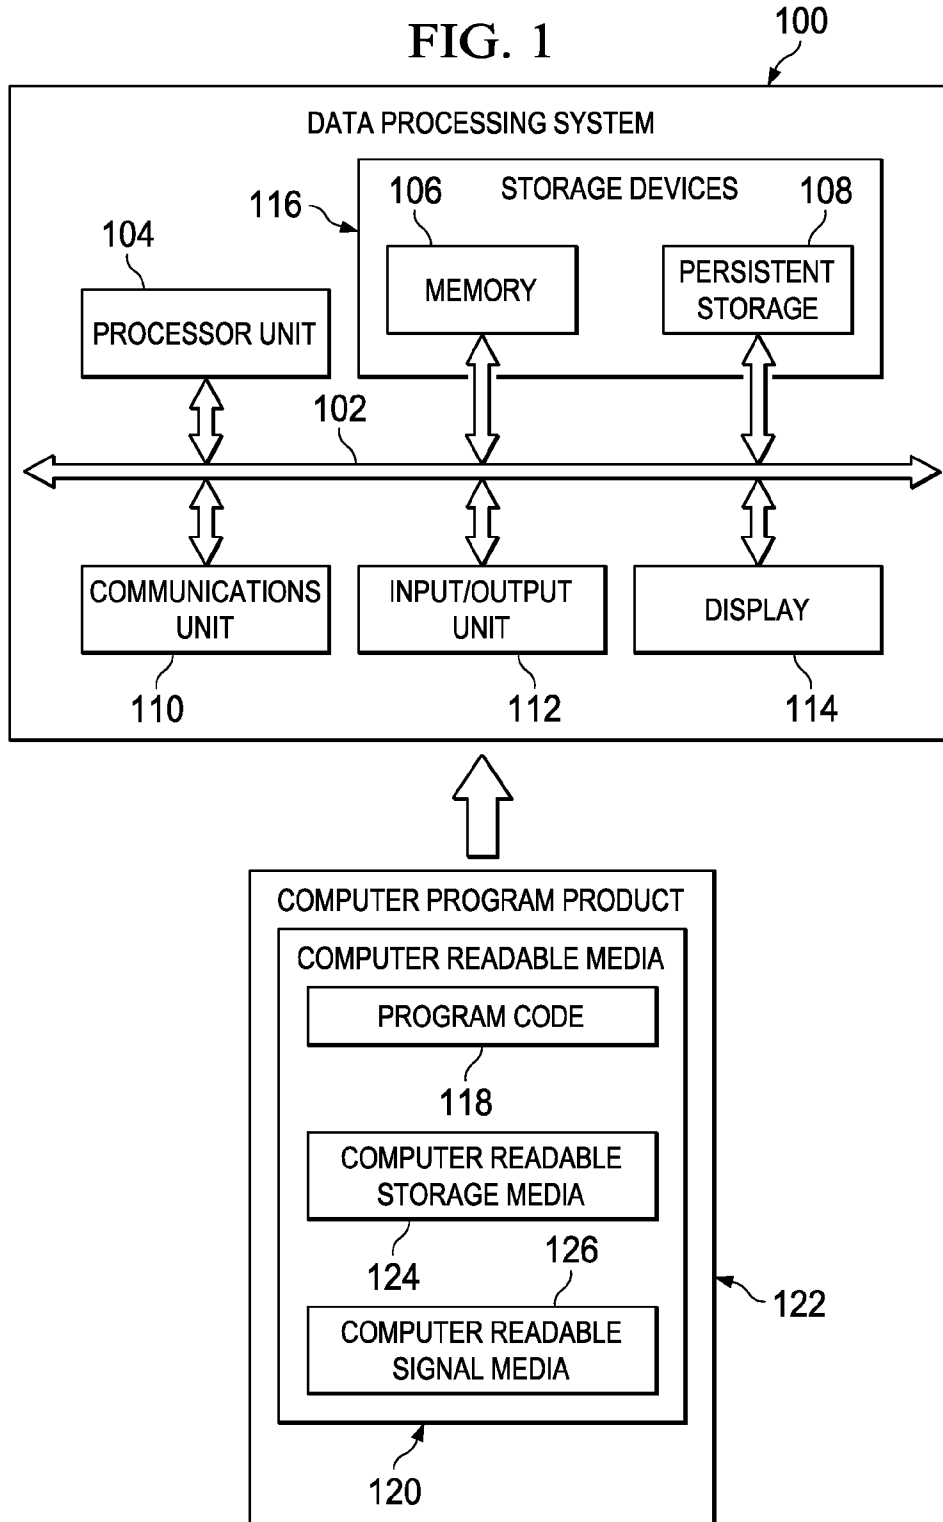 FIG. 1
100
DATA PROCESSING SYSTEM
STORAGE DEVICES
116
106
108
104
MEMORY
PERSISTENT
STORAGE
PROCESSOR UNIT
102
COMMUNICATIONS
UNIT
INPUT/OUTPUT
UNIT
DISPLAY
110
112
114
COMPUTER PROGRAM PRODUCT
COMPUTER READABLE MEDIA
PROGRAM CODE
118
COMPUTER READABLE
STORAGE MEDIA
124
126
122
COMPUTER READABLE
SIGNAL MEDIA
120